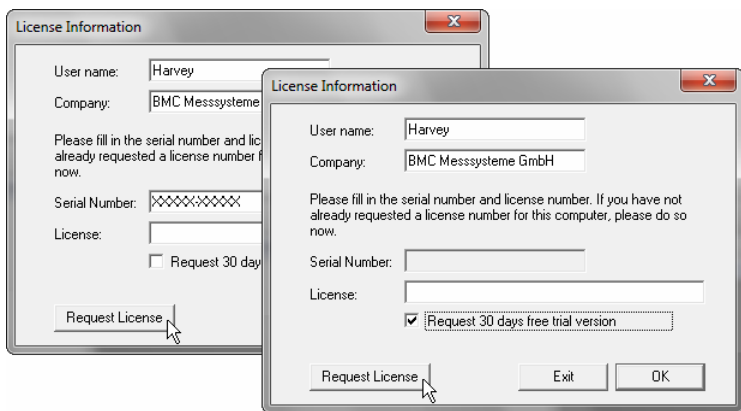 License Information
User name: Harvey
Company: BMC Messsysteme
Please fill in the serial number and lic
already requested a license number f
now.
Serial Number: XXXXX-XXXXX
License:
Request 30 day
Request License
License Information
User name: Harvey
Company: BMC Messsysteme GmbH
Please fill in the serial number and license number. If you have not
already requested a license number for this computer, please do so
now.
Serial Number:
License:
Request 30 days free trial version
Request License Exit OK